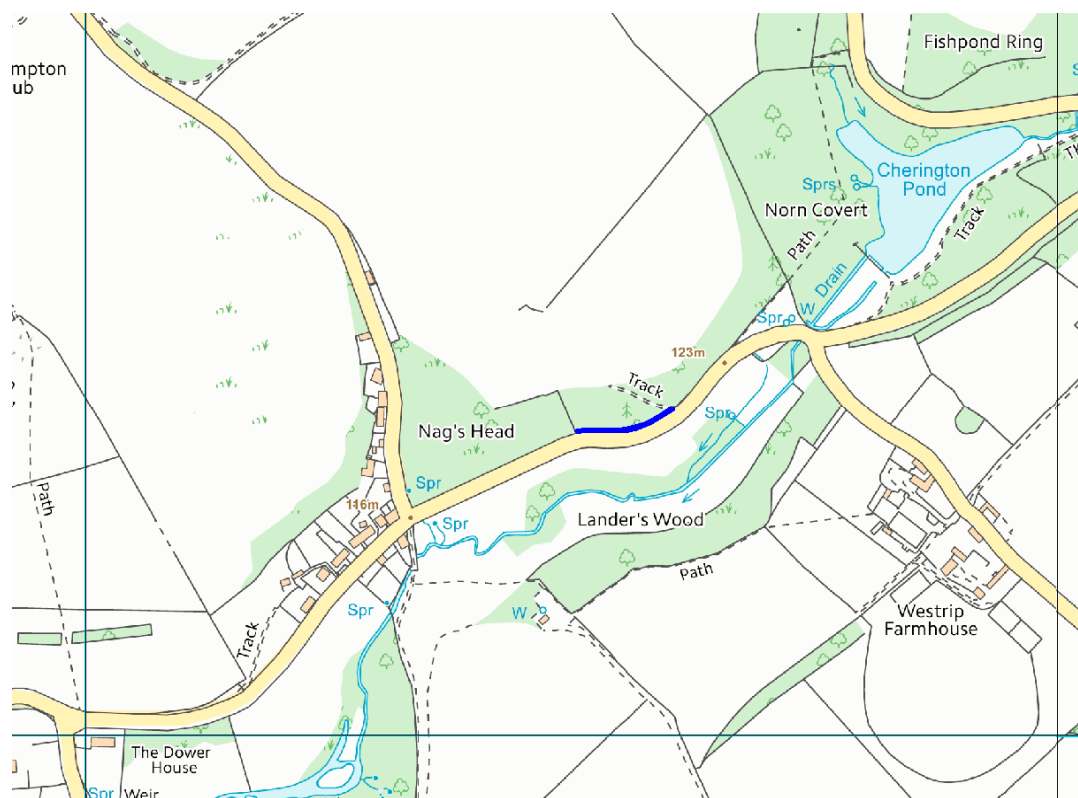 Fishpond Ring
mpton
ub
Cherington
Pond
Sprs
Norn Covert
Path
Track
Drain
W
Spr
123m
Track
Spr
Nag's Head
Spr
116m
Spr
Lander's Wood
Path
Path
Spr
W
Westrip
Farmhouse
Track
The Dower
House
Spr
Weir